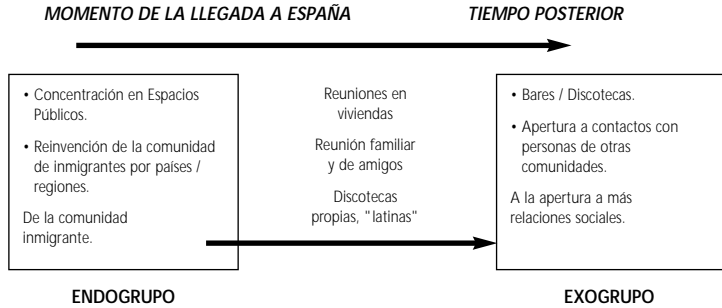 MOMENTO DE LA LLEGADA A ESPAÑA
TIEMPO POSTERIOR
• Concentración en Espacios
Públicos.
• Reinvención de la comunidad
de inmigrantes por países /
regiones.
De la comunidad
inmigrante.
Reuniones en
viviendas
Reunión familiar
y de amigos
Discotecas
propias, "latinas"
• Bares / Discotecas.
• Apertura a contactos con
personas de otras
comunidades.
A la apertura a más
relaciones sociales.
ENDOGRUPO
EXOGRUPO